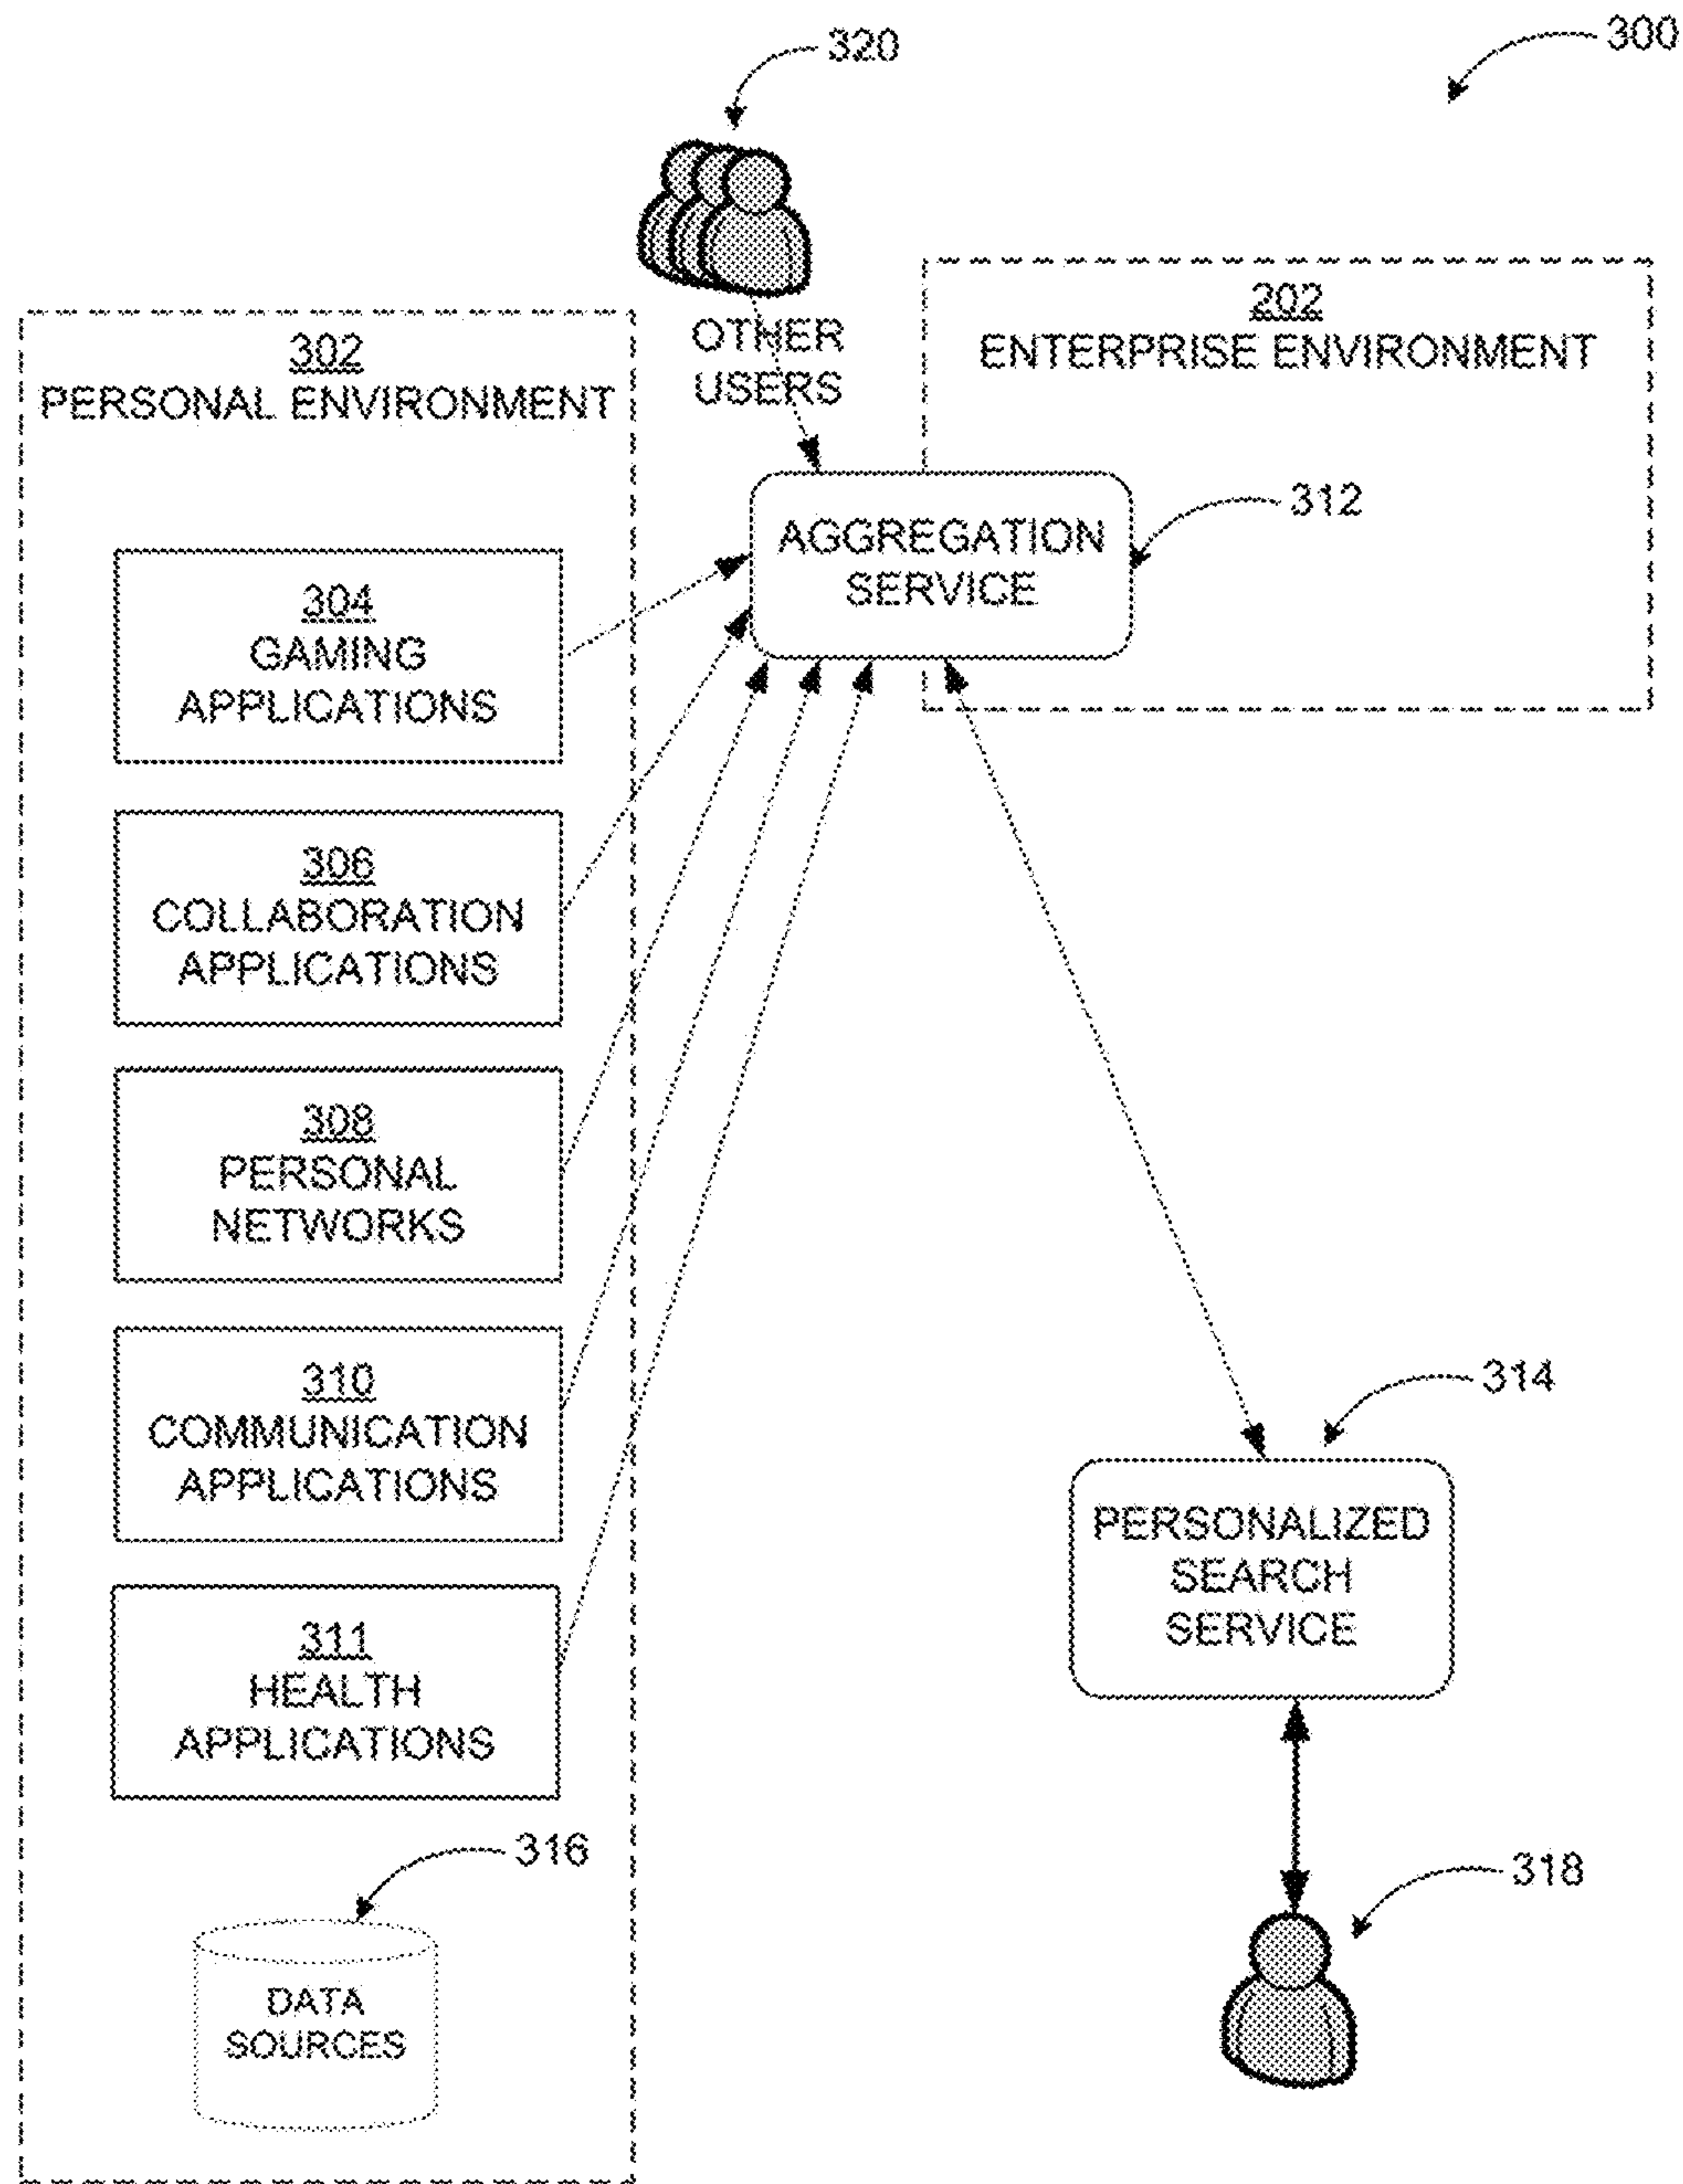 300
320
OTHER
USERS
202
ENTERPRISE ENVIRONMENT
302
PERSONAL ENVIRONMENT
312
AGGREGATION
SERVICE
304
GAMING
APPLICATIONS
306
COLLABORATION
APPLICATIONS
308
PERSONAL
NETWORKS
310
COMMUNICATION
APPLICATIONS
311
HEALTH
APPLICATIONS
314
PERSONALIZED
SEARCH
SERVICE
316
DATA
SOURCES
318